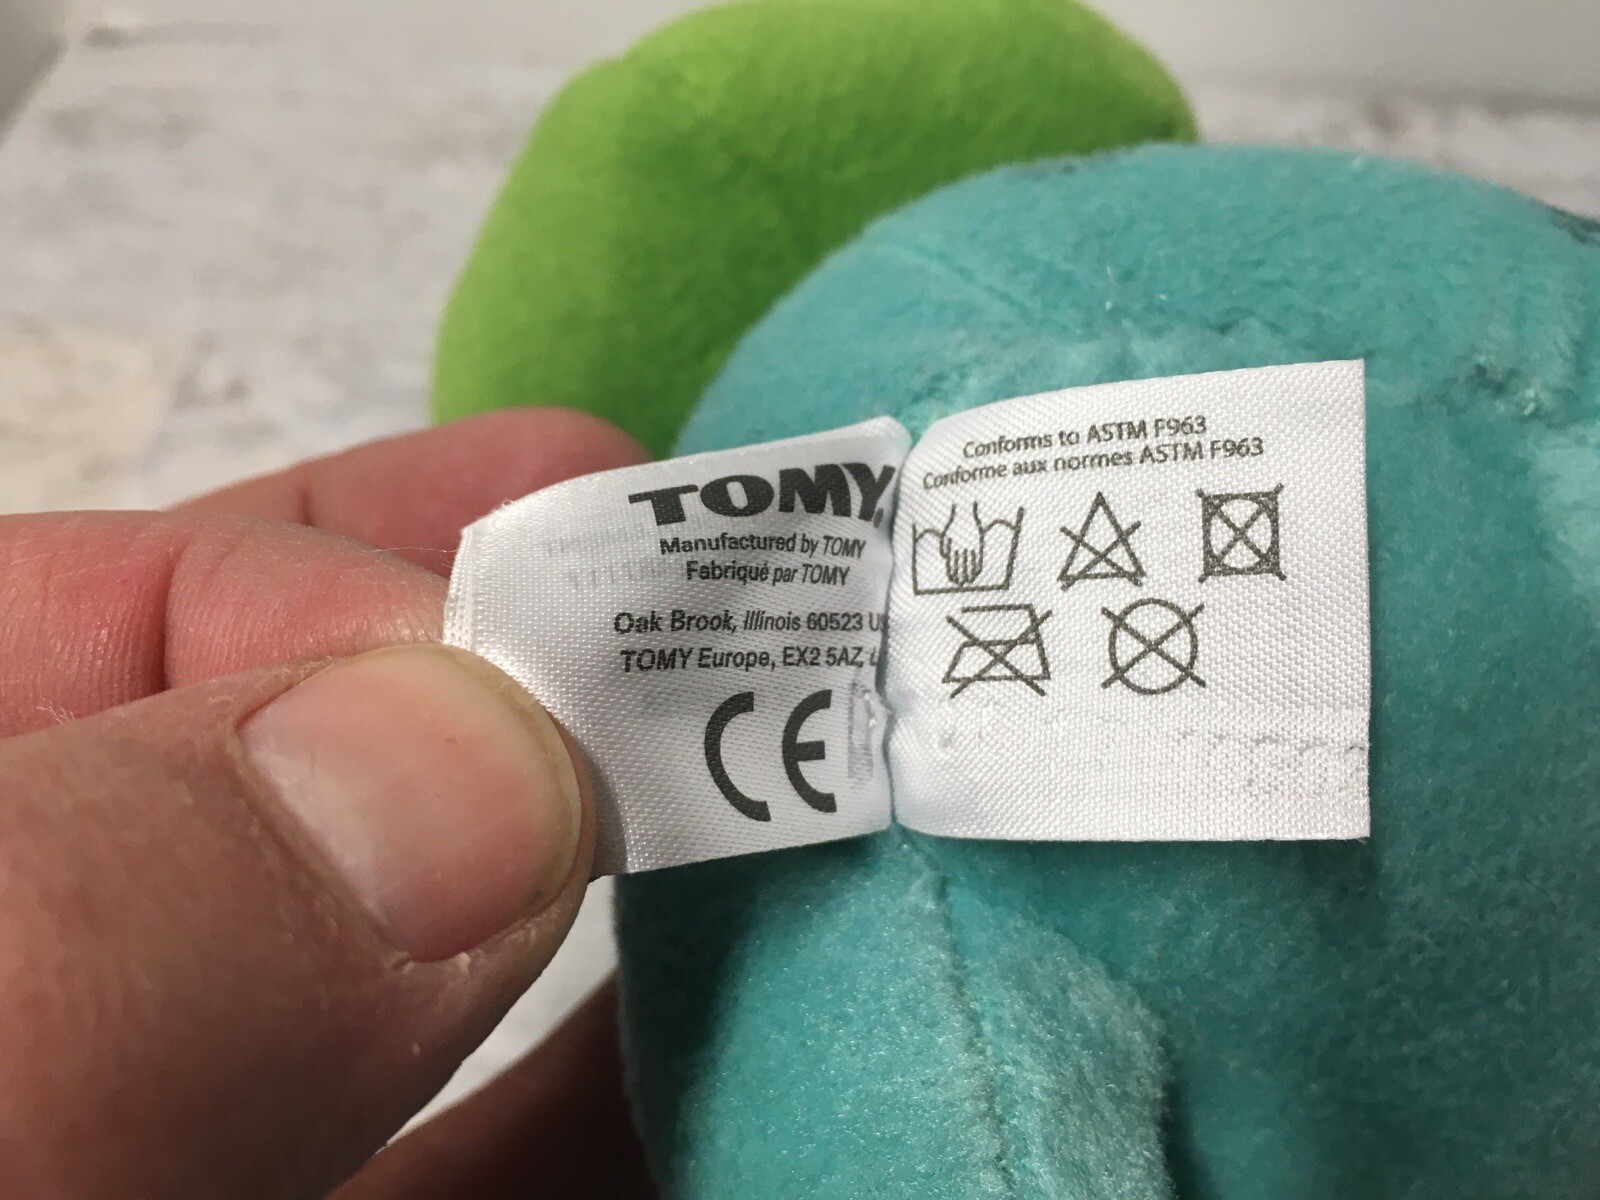 TOMY.
Manufactured by TOMY
Fabriqué par TOMY
Oak Brook, Illinois 60523
TOMY Europe, EX2 5AZ,
CE
Conforms to ASTM F963
Conforme aux normes ASTM F963